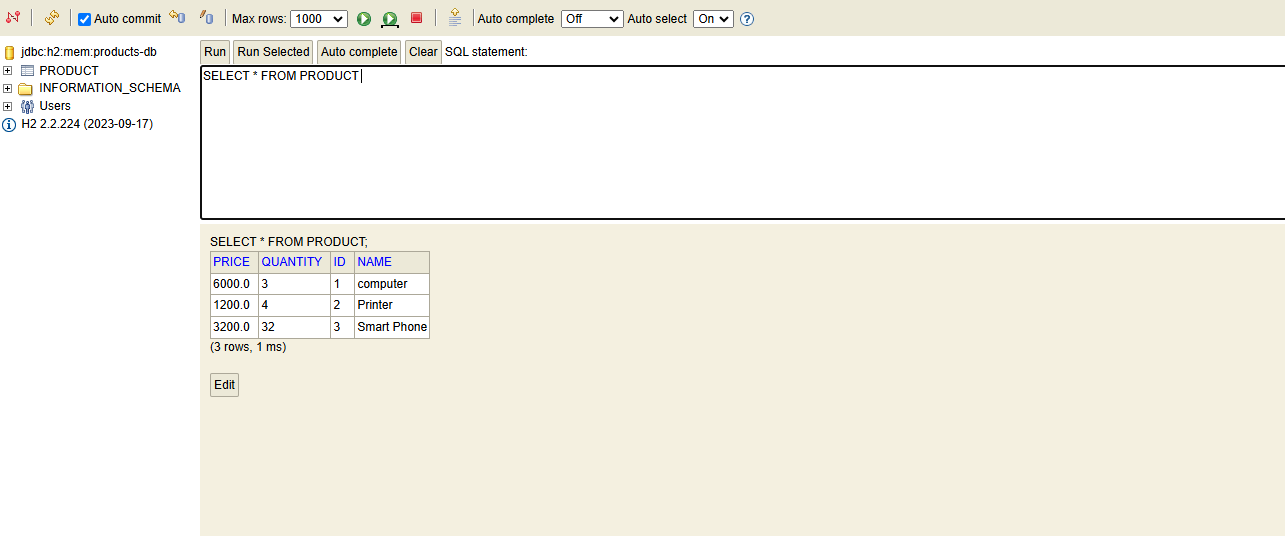 Auto commit Max rows: 1000 Auto complete Off Auto select On ?
jdbc:h2:mem:products-db
PRODUCT
INFORMATION_SCHEMA
Users
H2 2.2.224 (2023-09-17)
Run Run Selected Auto complete Clear SQL statement:
SELECT * FROM PRODUCT
SELECT * FROM PRODUCT;
PRICE QUANTITY ID NAME
6000.0 3 1 computer
1200.0 4 2 Printer
3200.0 32 3 Smart Phone
(3 rows, 1 ms)
Edit